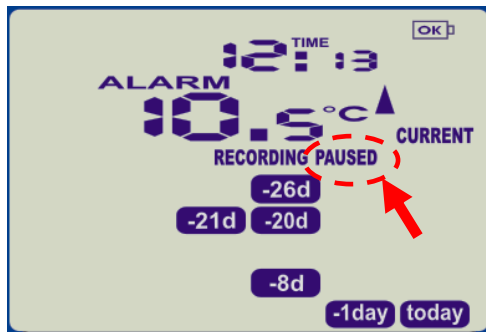 OK
TIME
12:13
ALARM
10.5°C
CURRENT
RECORDING PAUSED
-26d
-21d -20d
-8d
-1day today